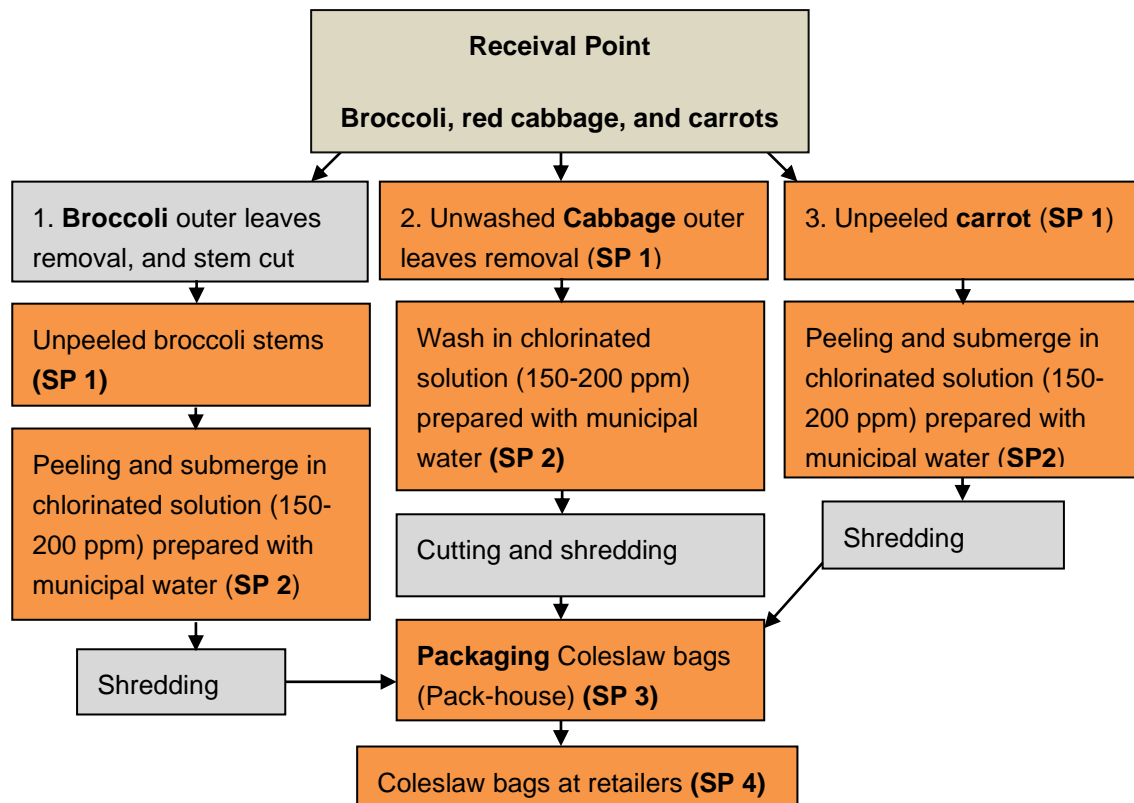 Receival Point
Broccoli, red cabbage, and carrots
1. Broccoli outer leaves
removal, and stem cut
2. Unwashed Cabbage outer
leaves removal (SP 1)
3. Unpeeled carrot (SP 1)
Unpeeled broccoli stems
(SP 1)
Wash in chlorinated
solution (150-200 ppm)
prepared with municipal
water (SP 2)
Peeling and submerge in
chlorinated solution (150-
200 ppm) prepared with
municipal water (SP2)
Peeling and submerge in
chlorinated solution (150-
200 ppm) prepared with
municipal water (SP 2)
Cutting and shredding
Shredding
Shredding
Packaging Coleslaw bags
(Pack-house) (SP 3)
Coleslaw bags at retailers (SP 4)